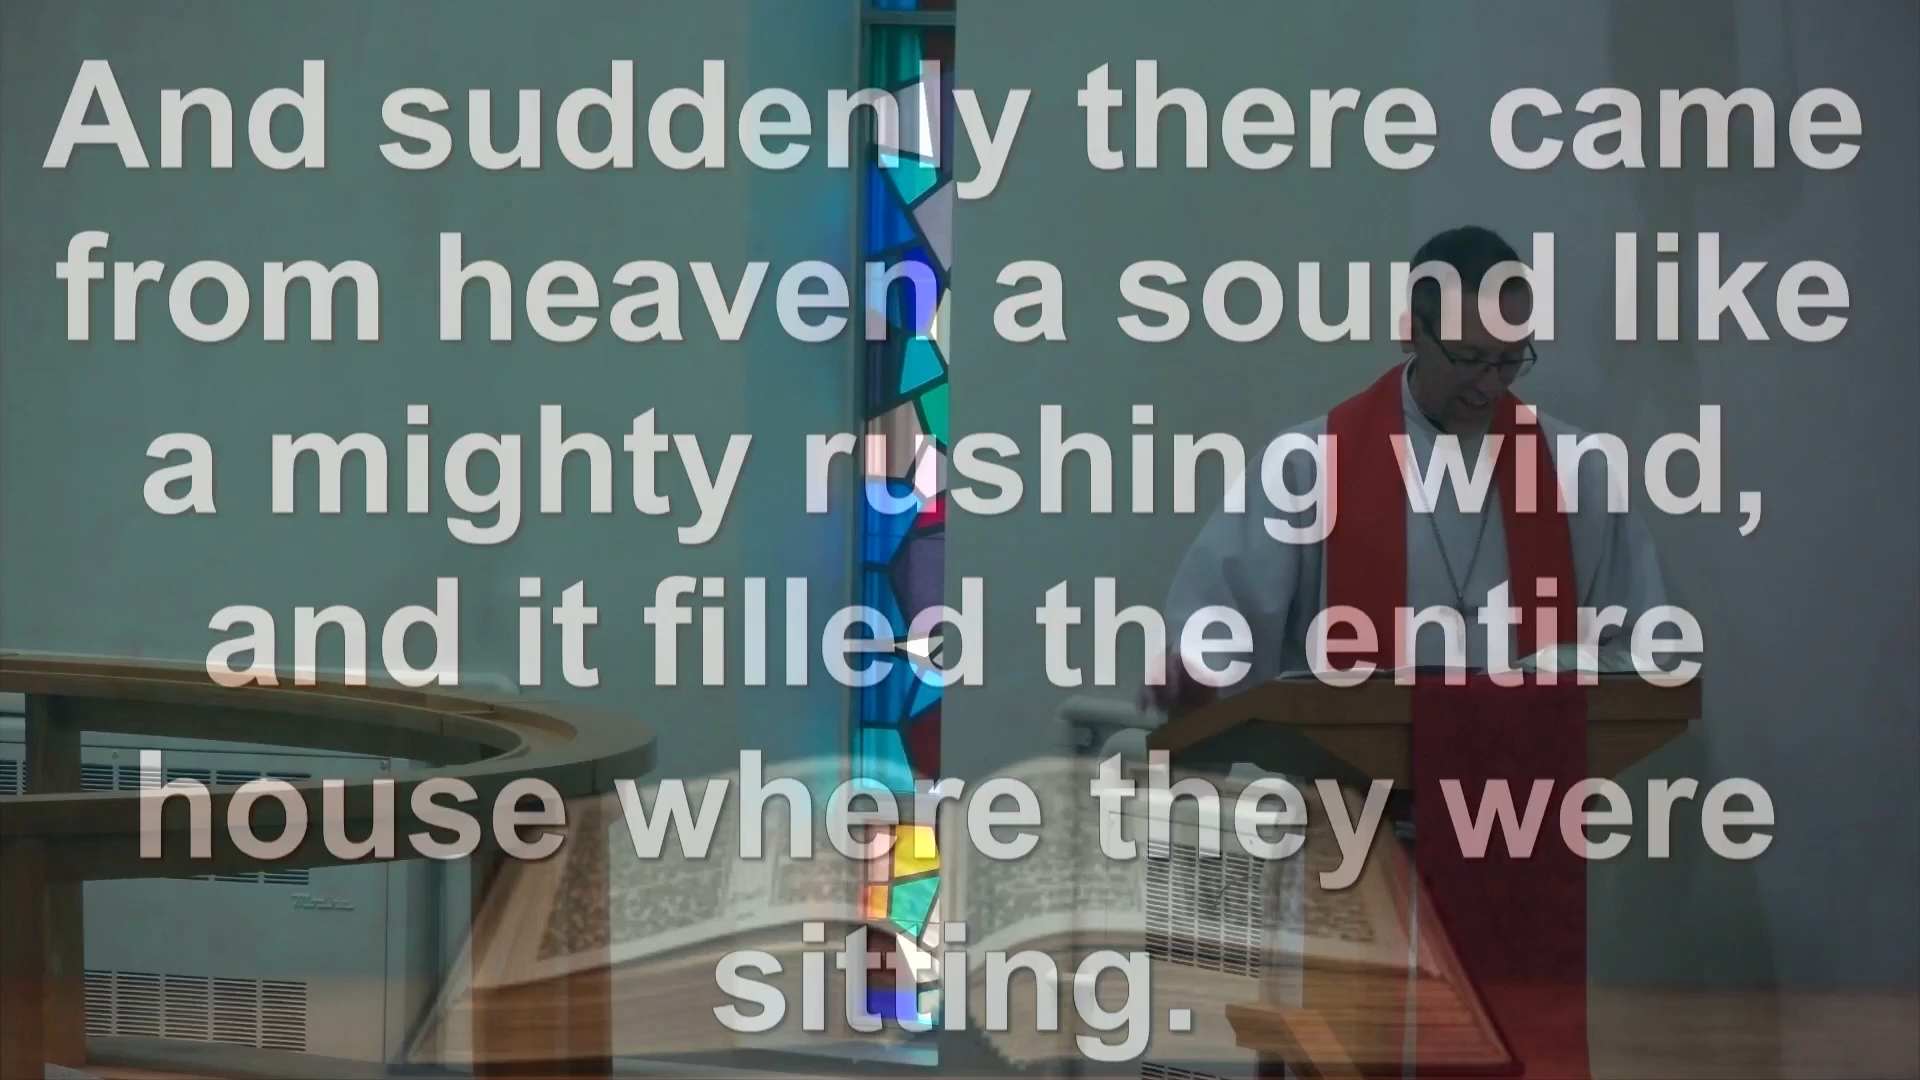 And suddenly there came
from heaven a sound like
a mighty rushing wind,
and it filled the entire
house where they were
sitting.